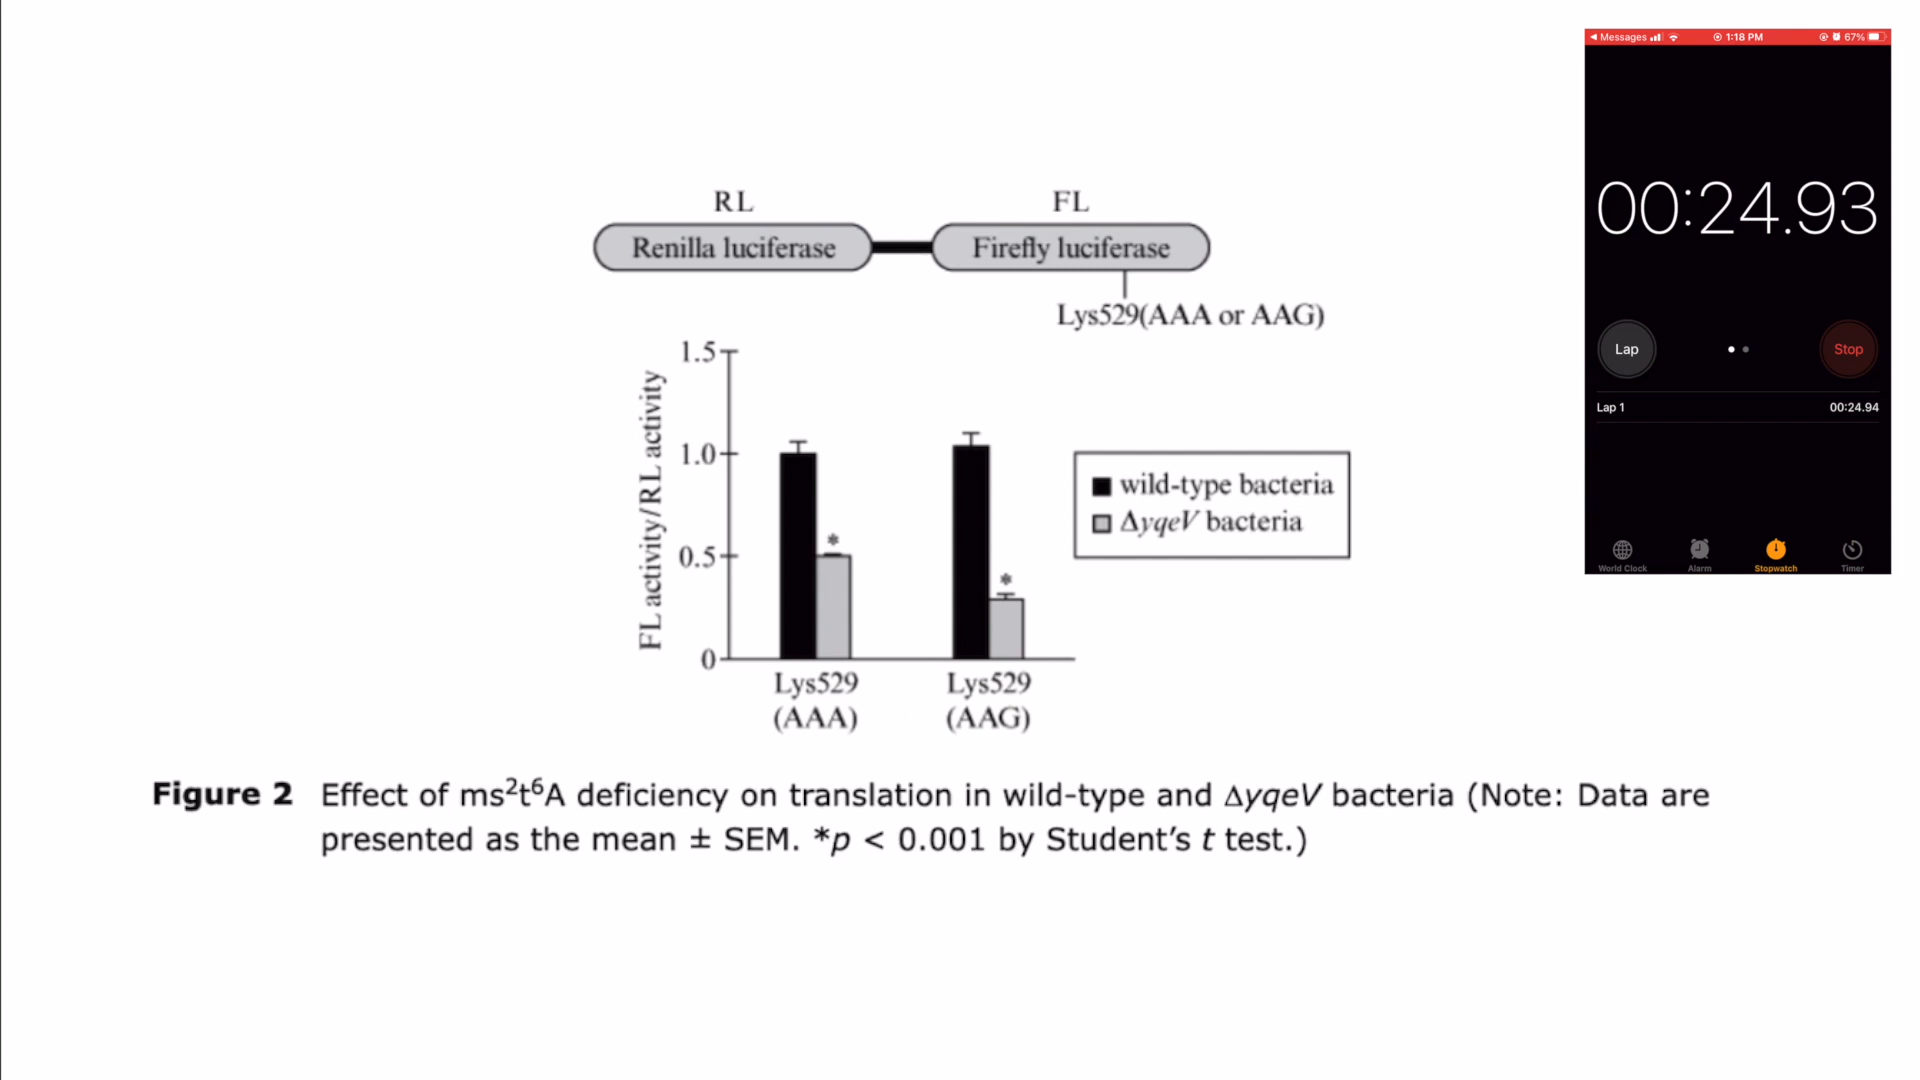 RL
FL
Renilla luciferase
Firefly luciferase
Lys529(AAA or AAG)
FL activity/RL activity
1.5
1.0
0.5
0
*
*
wild-type bacteria
ΔyqeV bacteria
Lys529
(AAA)
Lys529
(AAG)
Figure 2 Effect of ms²t⁶A deficiency on translation in wild-type and ΔyqeV bacteria (Note: Data are
presented as the mean ± SEM. *p < 0.001 by Student’s t test.)
Messages 1:18 PM 67%
00:24.93
Lap
Stop
Lap 1 00:24.94
World Clock Alarm Stopwatch Timer